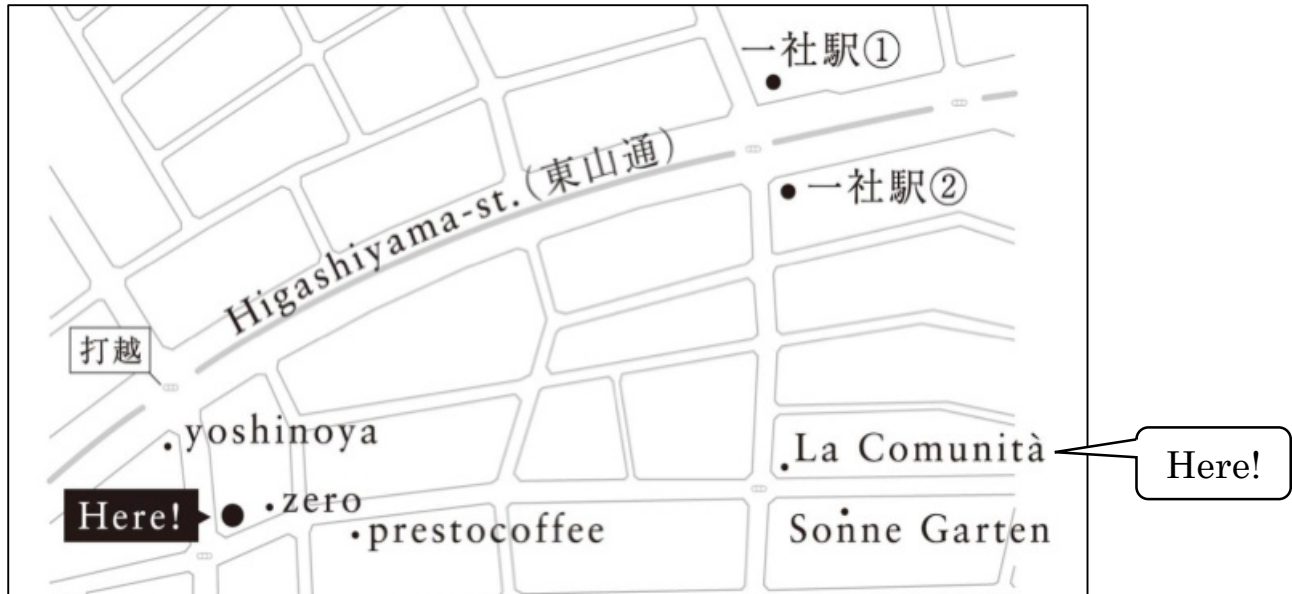 一社駅①
Higashiyama-st.(東山通)
一社駅②
打越
yoshinoya
La Comunità
Here!
Here!
zero
prestocoffee
Sonne Garten